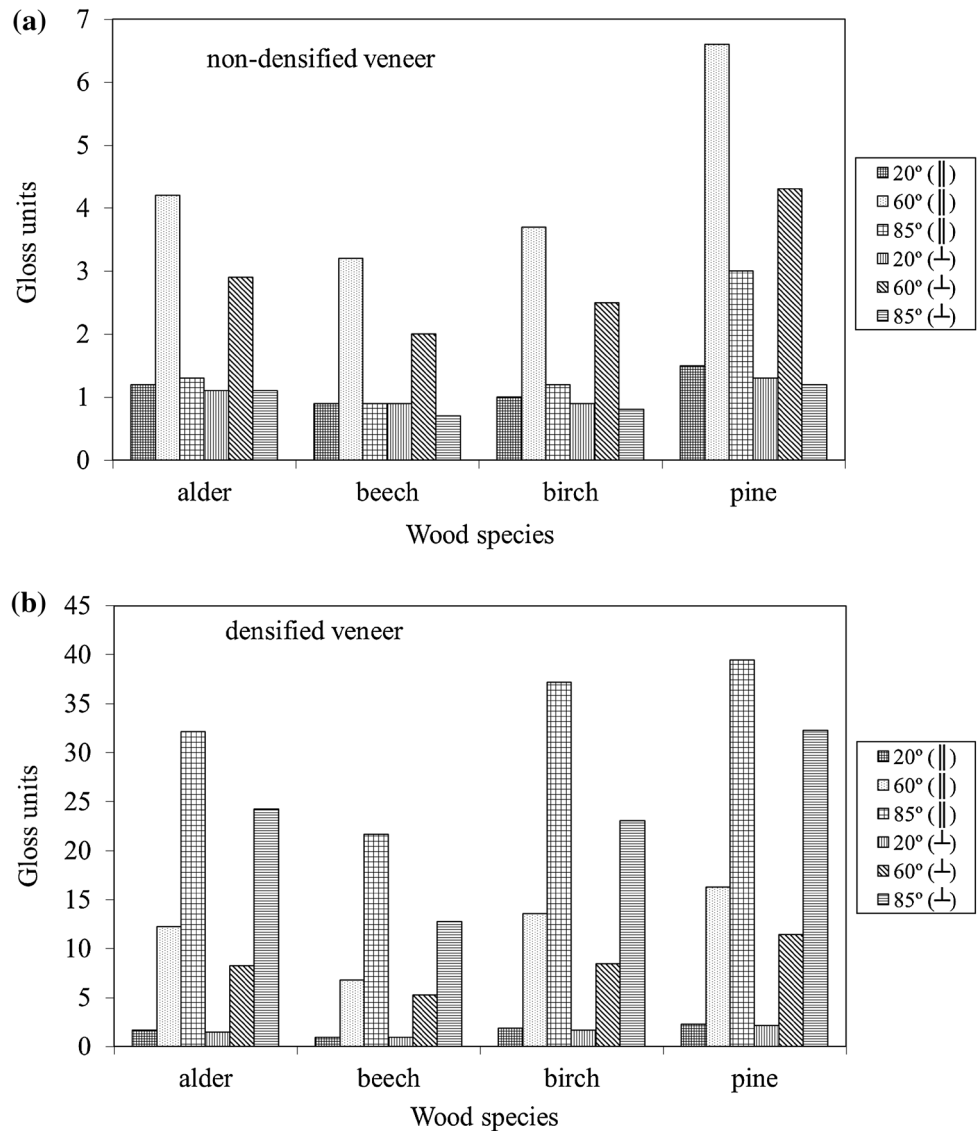 (a)
non-densified veneer
7
6
5
4
3
2
1
0
Gloss units
alder beech birch pine
Wood species
20º (∥)
60º (∥)
85º (∥)
20º (⊥)
60º (⊥)
85º (⊥)
(b)
densified veneer
45
40
35
30
25
20
15
10
5
0
Gloss units
alder beech birch pine
Wood species
20º (∥)
60º (∥)
85º (∥)
20º (⊥)
60º (⊥)
85º (⊥)